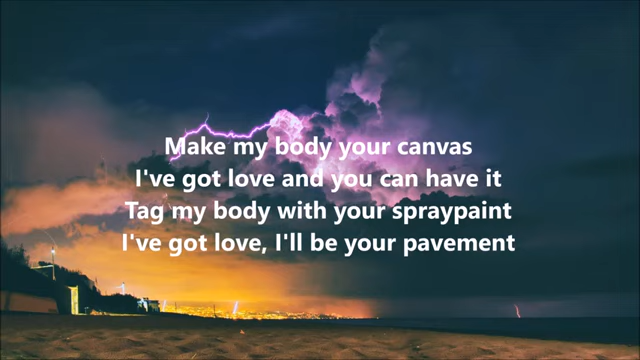 Make my body your canvas
I've got love and you can have it
Tag my body with your spraypaint
I've got love, I'll be your pavement